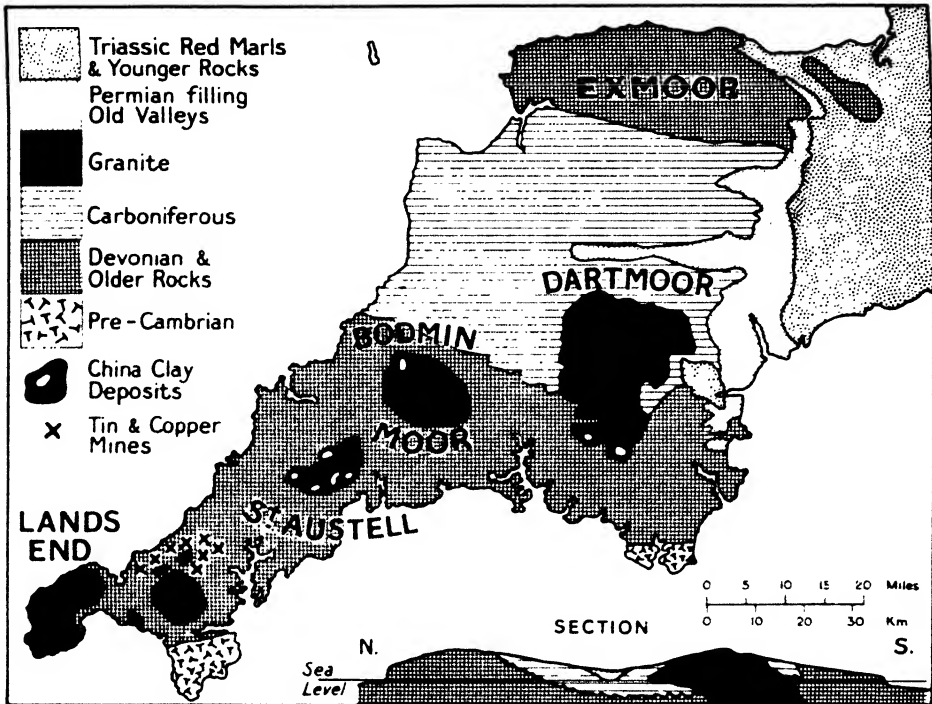 Triassic Red Marls
& Younger Rocks
Permian filling
Old Valleys
Granite
Carboniferous
Devonian &
Older Rocks
Pre-Cambrian
China Clay
Deposits
x Tin & Copper
Mines
EXMOOR
DARTMOOR
BODMIN
MOOR
ST. AUSTELL
LANDS
END
0 5 10 15 20 Miles
0 10 20 30 Km
SECTION
N. S.
Sea
Level